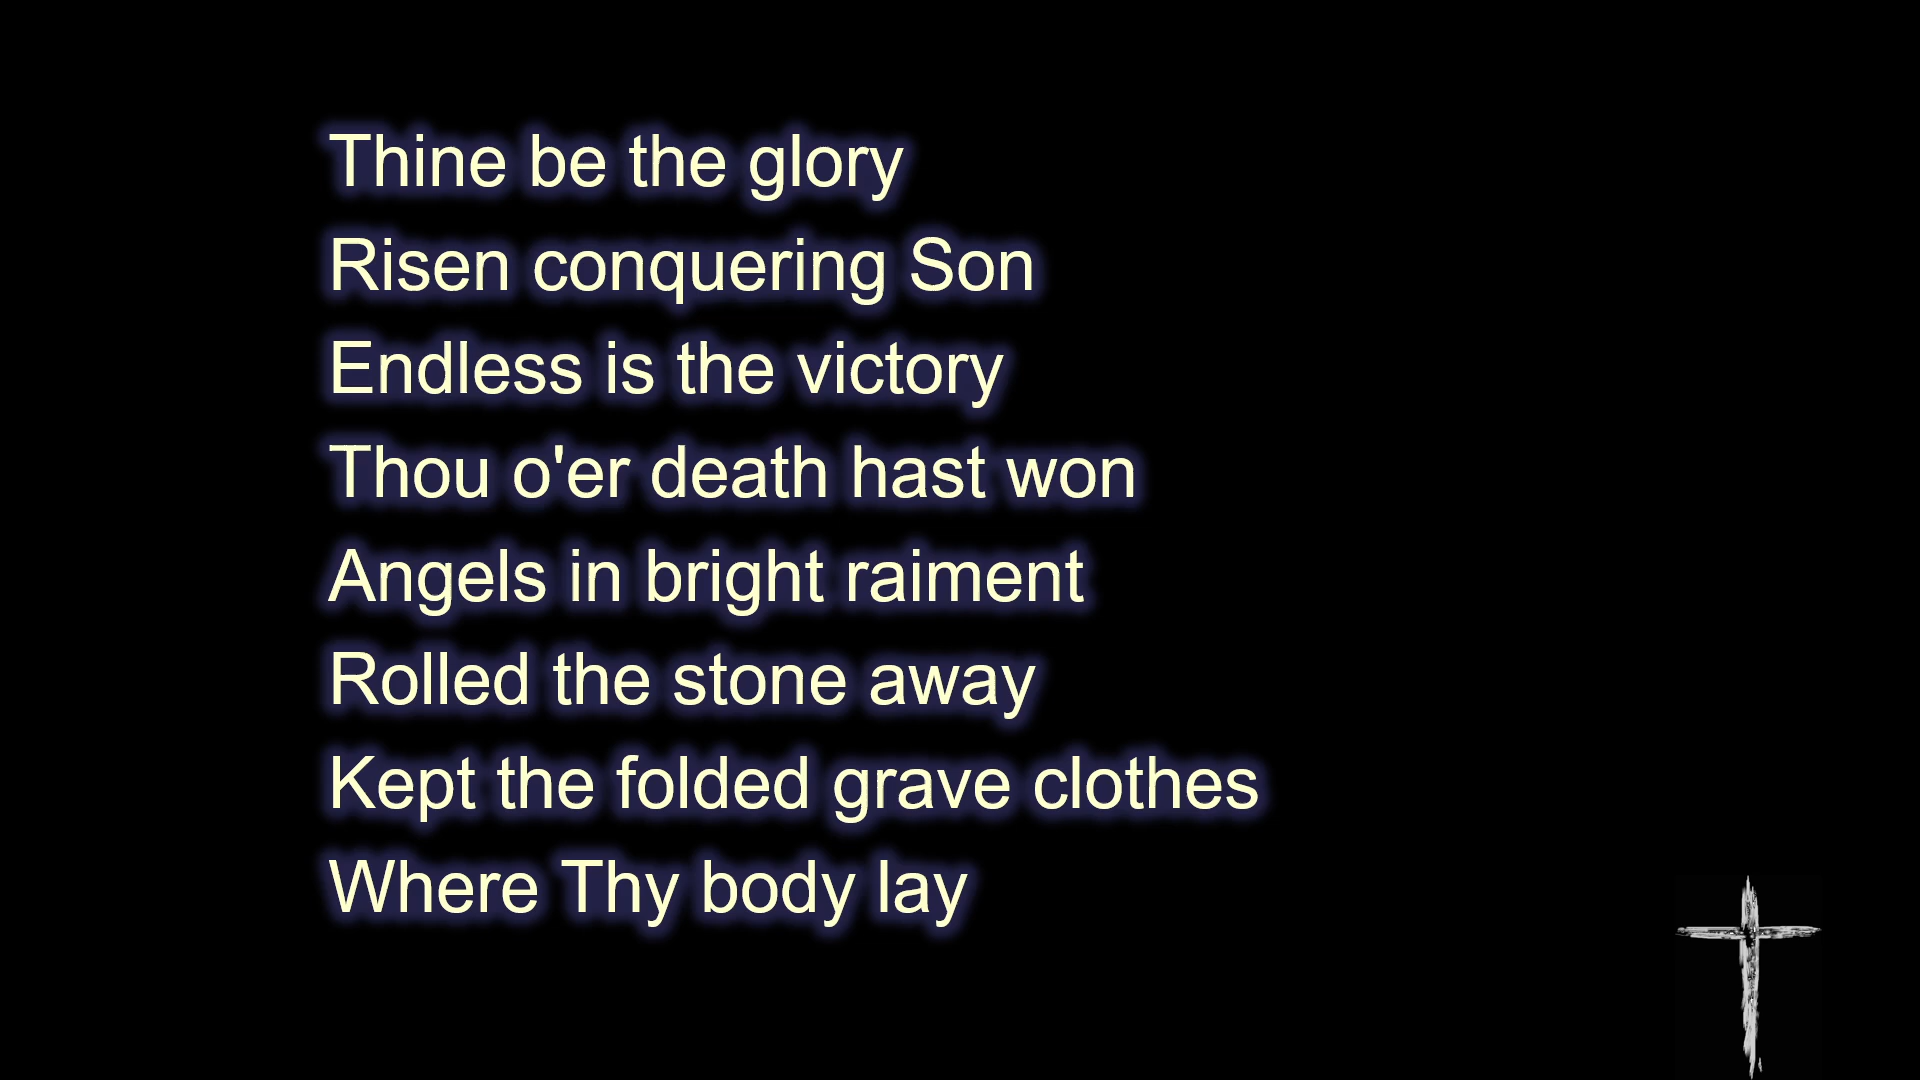 Thine be the glory
Risen conquering Son
Endless is the victory
Thou o'er death hast won
Angels in bright raiment
Rolled the stone away
Kept the folded grave clothes
Where Thy body lay